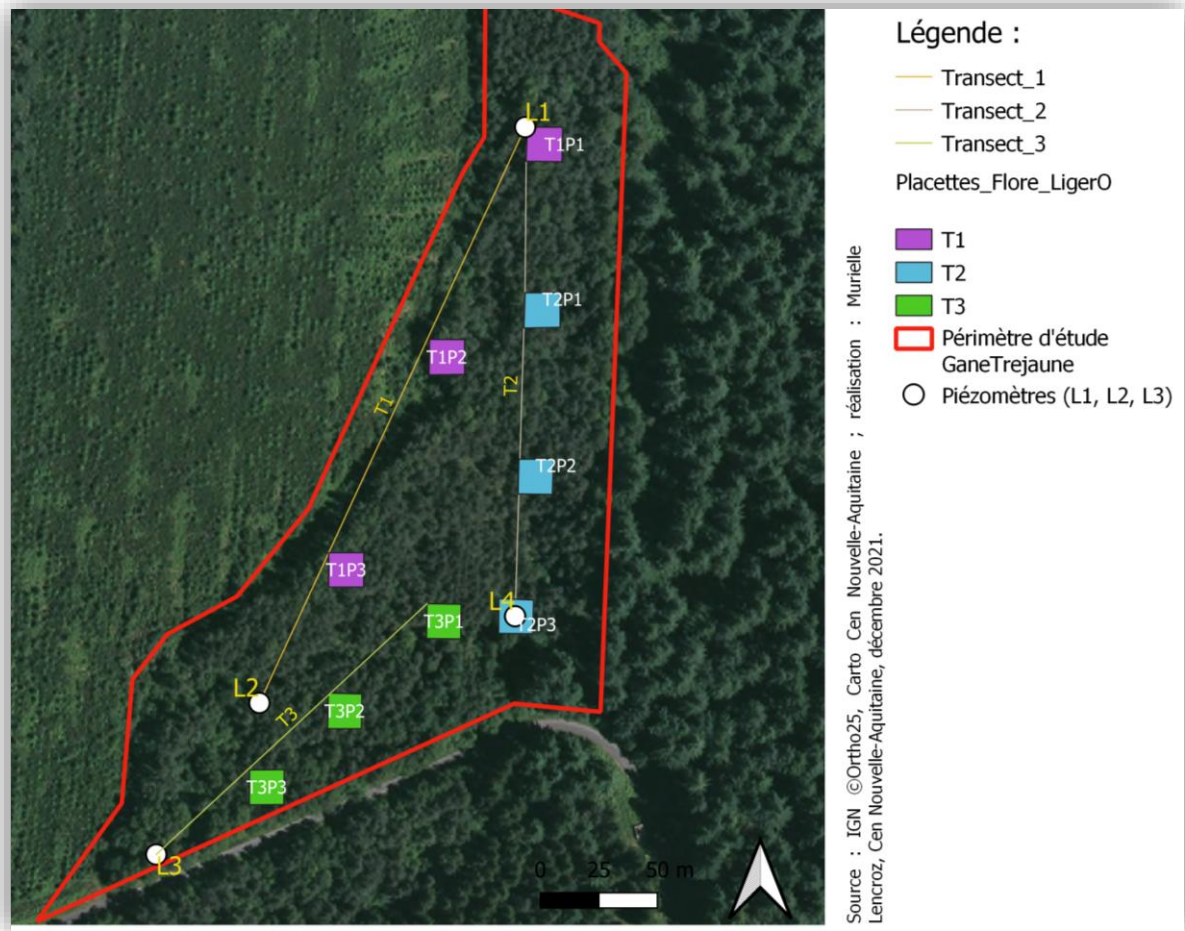 L1
T1P1
T2P1
T1P2
T1
T2
T2P2
T1P3
L4
T2P3
T3P1
L2
T3P2
T3
T3P3
L3
0 25 50 m
Légende :
Transect_1
Transect_2
Transect_3
Placettes_Flore_LigerO
T1
T2
T3
Périmètre d'étude
GaneTrejaune
Piézomètres (L1, L2, L3)
Source : IGN ©Ortho25, Carto Cen Nouvelle-Aquitaine ; réalisation : Murielle
Lencroz, Cen Nouvelle-Aquitaine, décembre 2021.